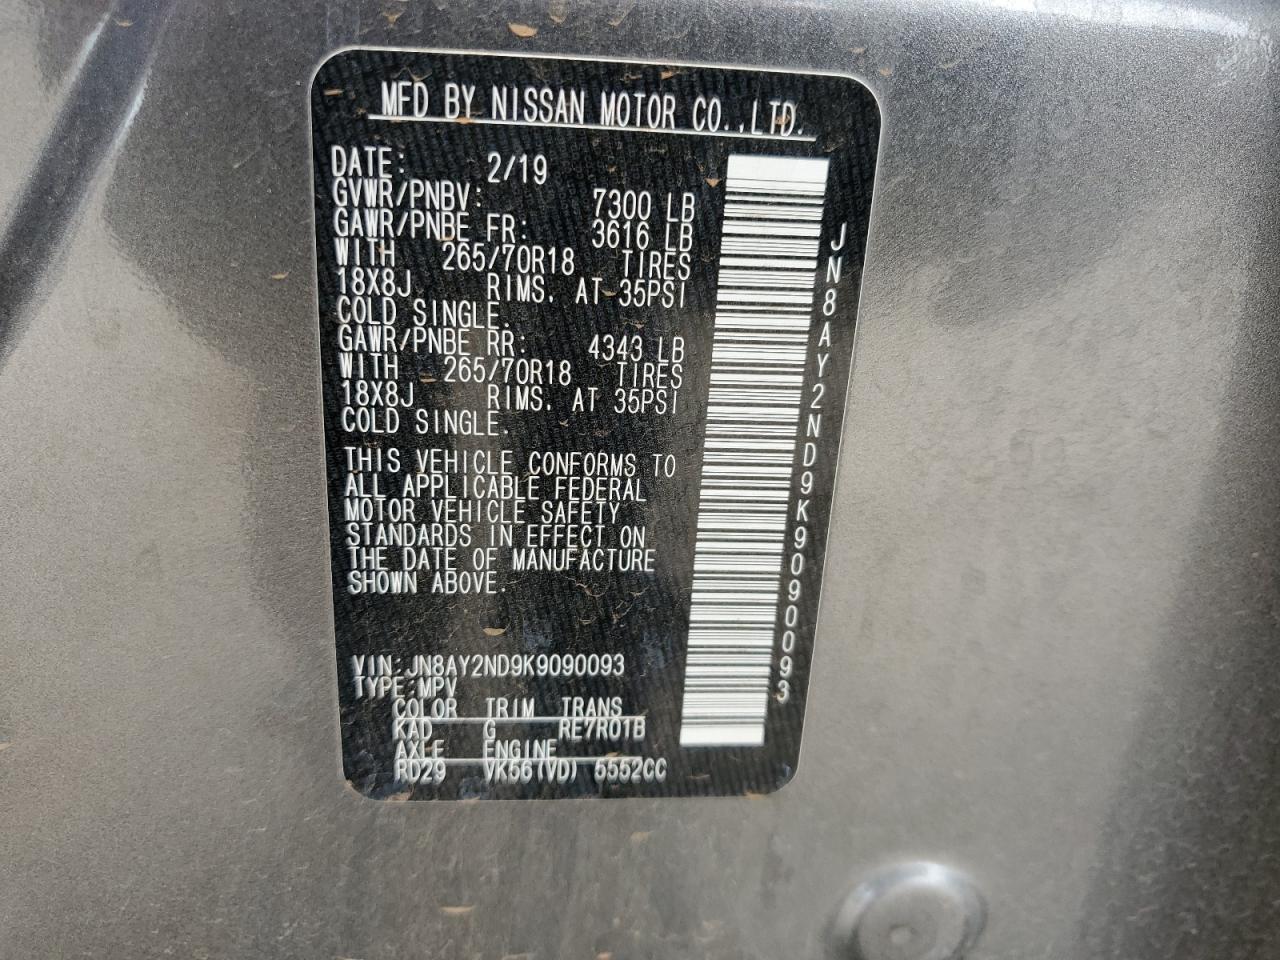 MFD BY NISSAN MOTOR CO.,LTD.
DATE: 2/19
GVWR/PNBV: 7300 LB
GAWR/PNBE FR: 3616 LB
WITH 265/70R18 TIRES
18X8J RIMS. AT 35PSI
COLD SINGLE.
GAWR/PNBE RR: 4343 LB
WITH 265/70R18 TIRES
18X8J RIMS. AT 35PSI
COLD SINGLE.
THIS VEHICLE CONFORMS TO
ALL APPLICABLE FEDERAL
MOTOR VEHICLE SAFETY
STANDARDS IN EFFECT ON
THE DATE OF MANUFACTURE
SHOWN ABOVE.
VIN:JN8AY2ND9K9090093
TYPE:MPV
COLOR TRIM TRANS
KAD G RE7R01B
AXLE ENGINE
RD29 VK56(VD) 5552CC
JN8AY2ND9K9090093